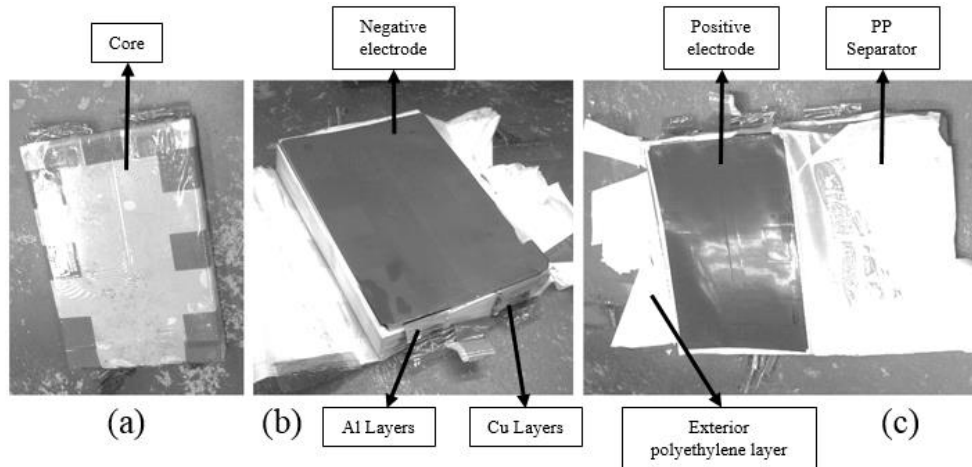 Core
Negative
electrode
Positive
electrode
PP
Separator
(a)
(b)
(c)
Al Layers
Cu Layers
Exterior
polyethylene layer